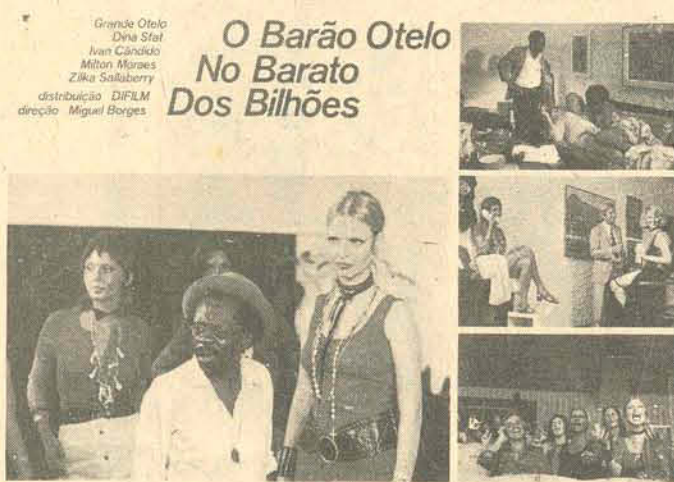 Grande Otelo
Dina Sfat
Ivan Cândido
Milton Moraes
Zilka Sallaberry
distribuição DIFILM
direção Miguel Borges
O Barão Otelo
No Barato
Dos Bilhões